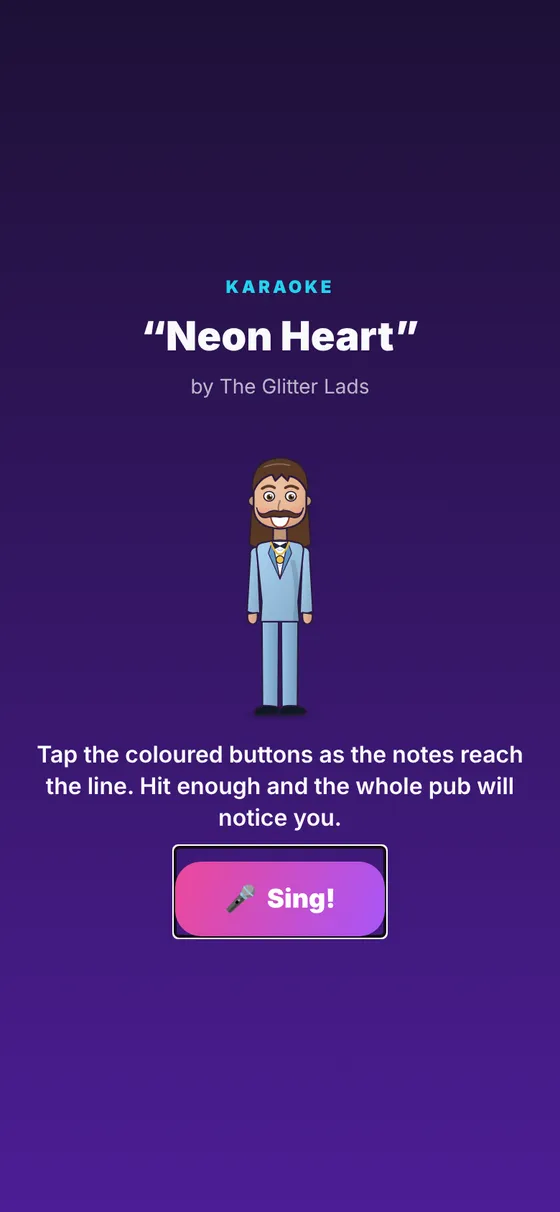 KARAOKE
“Neon Heart”
by The Glitter Lads
Tap the coloured buttons as the notes reach
the line. Hit enough and the whole pub will
notice you.
🎤 Sing!